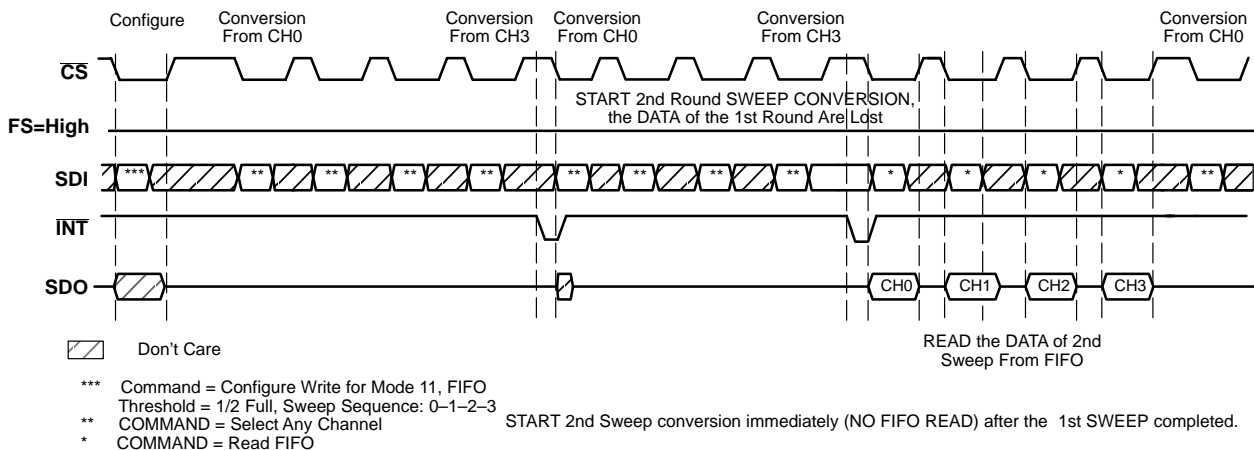 Configure
Conversion
From CH0
Conversion
From CH3
Conversion
From CH0
Conversion
From CH3
Conversion
From CH0
CS
START 2nd Round SWEEP CONVERSION,
the DATA of the 1st Round Are Lost
FS=High
SDI
*** ** ** ** ** ** ** ** ** * * * * **
INT
SDO
CH0 CH1 CH2 CH3
READ the DATA of 2nd
Sweep From FIFO
Don't Care
*** Command = Configure Write for Mode 11, FIFO
Threshold = 1/2 Full, Sweep Sequence: 0–1–2–3
** COMMAND = Select Any Channel
* COMMAND = Read FIFO
START 2nd Sweep conversion immediately (NO FIFO READ) after the 1st SWEEP completed.